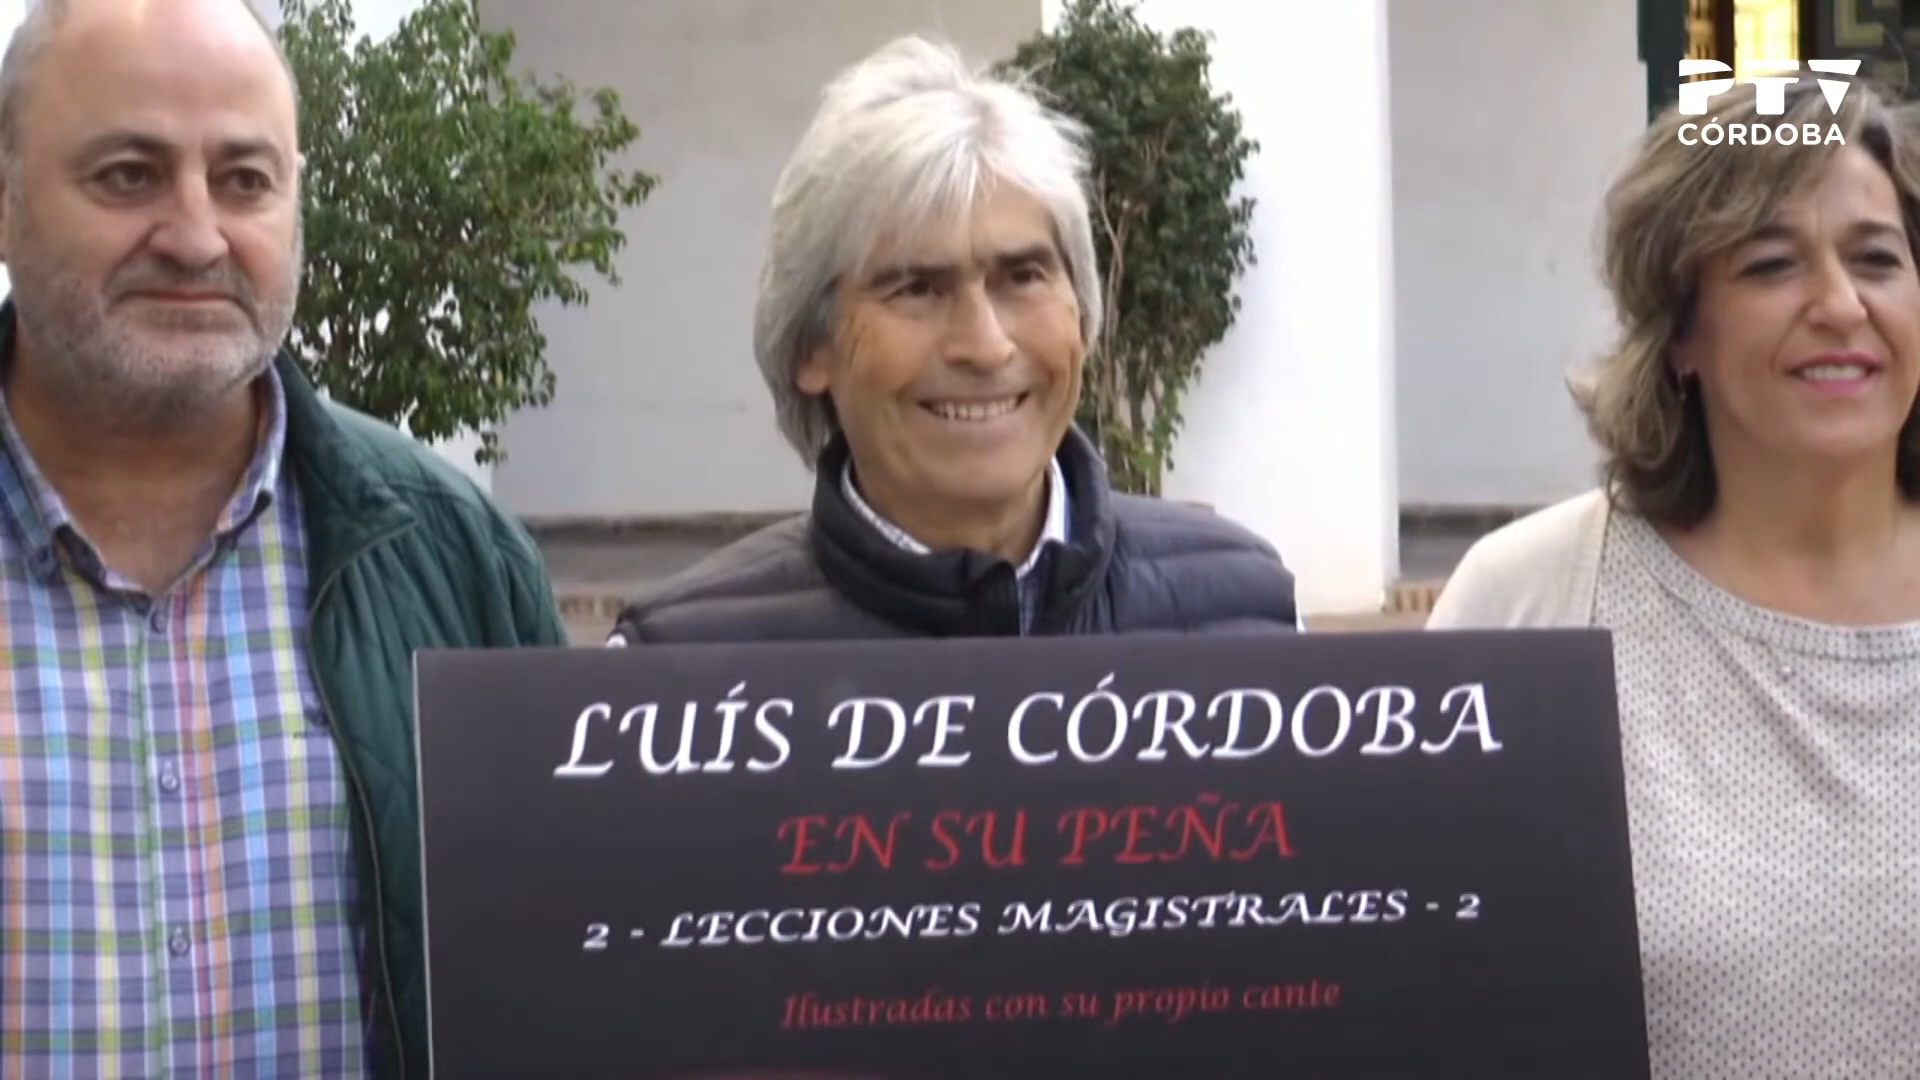 PTV
CÓRDOBA
LUÍS DE CÓRDOBA
EN SU PEÑA
2 - LECCIONES MAGISTRALES - 2
Ilustradas con su propio cante